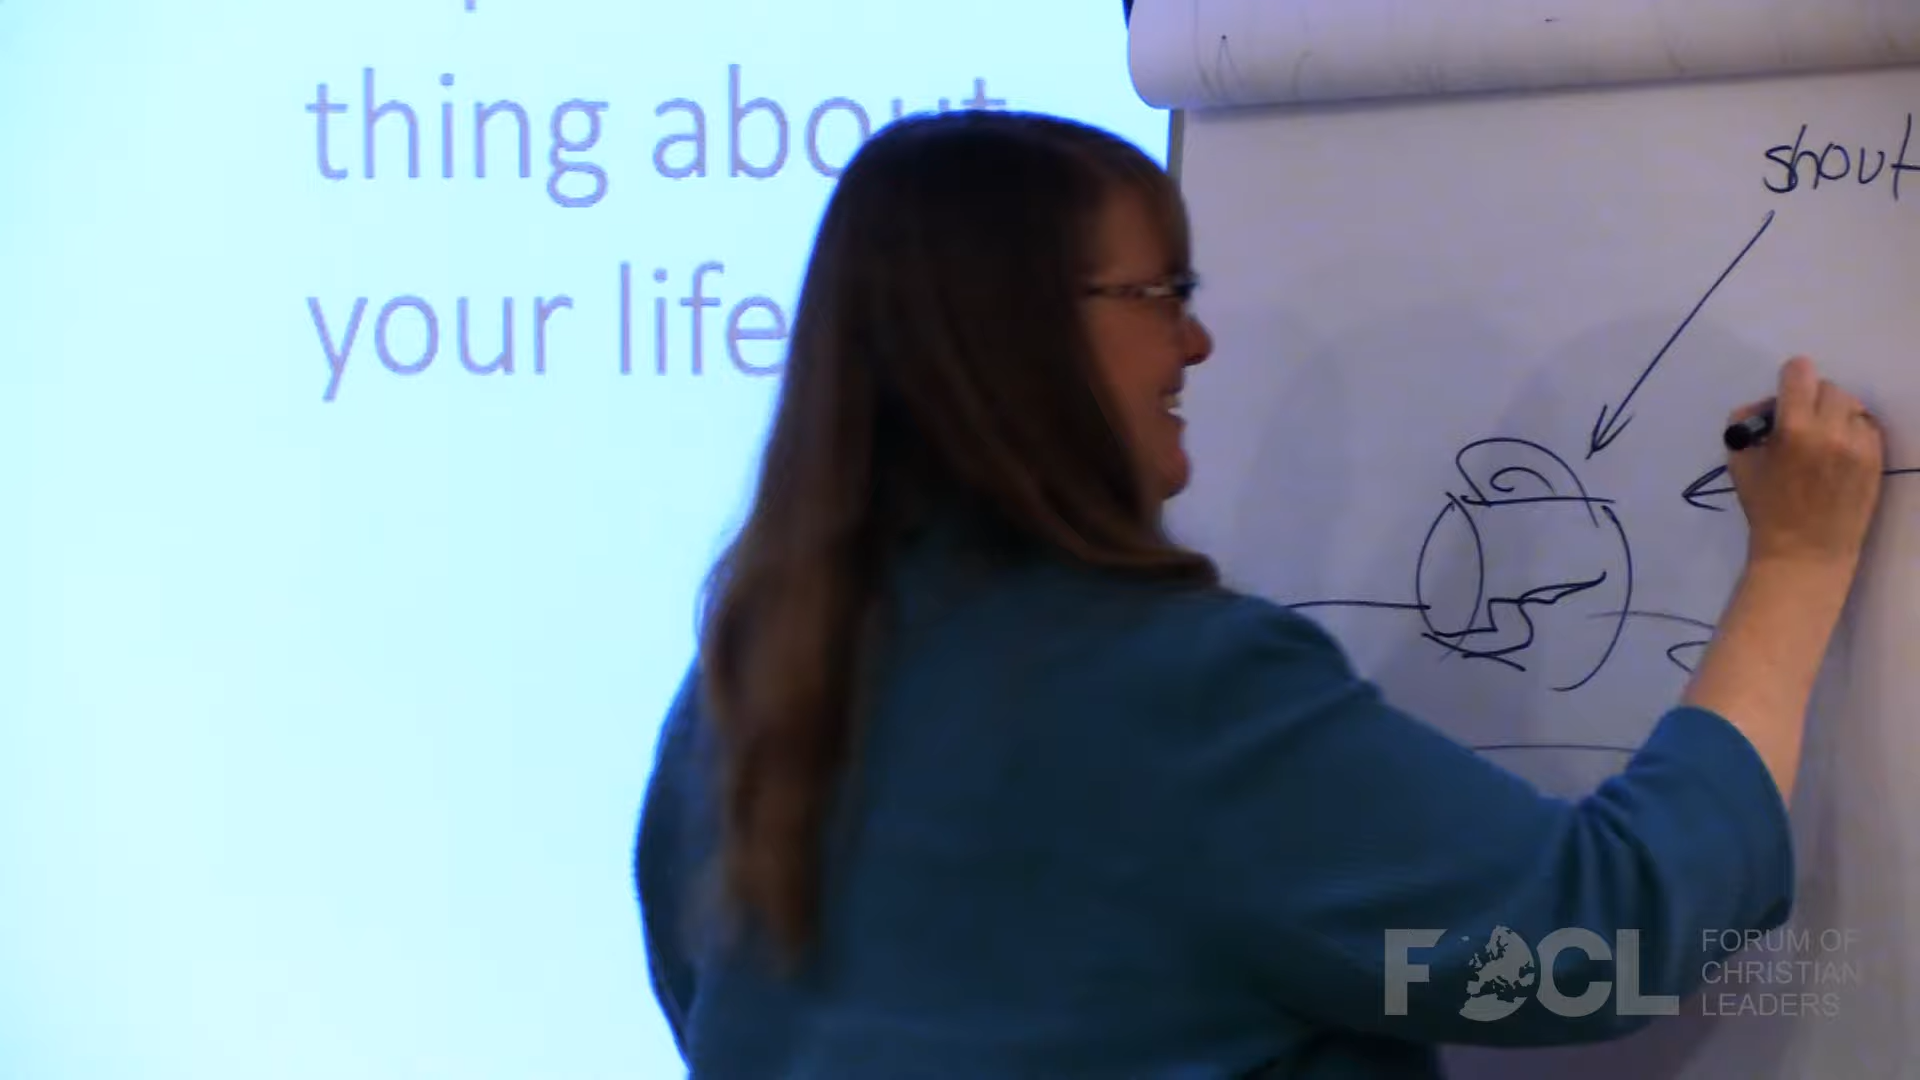 thing about
your life
shout
FOCL
FORUM OF
CHRISTIAN
LEADERS